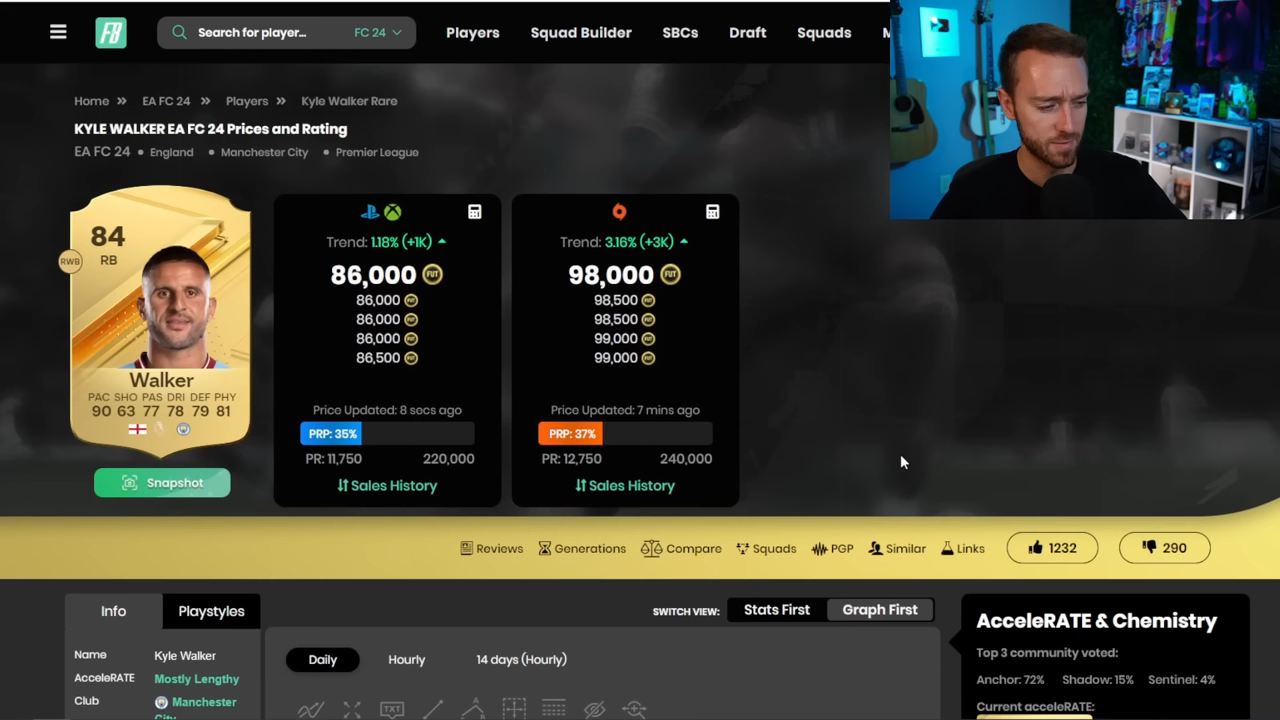 FB
Search for player...
FC 24
Players
Squad Builder
SBCs
Draft
Squads
M
Home » EA FC 24 » Players » Kyle Walker Rare
KYLE WALKER EA FC 24 Prices and Rating
EA FC 24 • England • Manchester City • Premier League
84
RB
RWB
Walker
PAC SHO PAS DRI DEF PHY
90 63 77 78 79 81
Snapshot
Trend: 1.18% (+1K)
86,000 FUT
86,000
86,000
86,000
86,500
Price Updated: 8 secs ago
PRP: 35%
PR: 11,750 220,000
Sales History
Trend: 3.16% (+3K)
98,000 FUT
98,500
98,500
99,000
99,000
Price Updated: 7 mins ago
PRP: 37%
PR: 12,750 240,000
Sales History
Reviews
Generations
Compare
Squads
PGP
Similar
Links
1232
290
Info
Playstyles
Name Kyle Walker
AcceleRATE Mostly Lengthy
Club Manchester
City
SWITCH VIEW:
Stats First
Graph First
Daily
Hourly
14 days (Hourly)
TXT
AcceleRATE & Chemistry
Top 3 community voted:
Anchor: 72% Shadow: 15% Sentinel: 4%
Current acceleRATE: